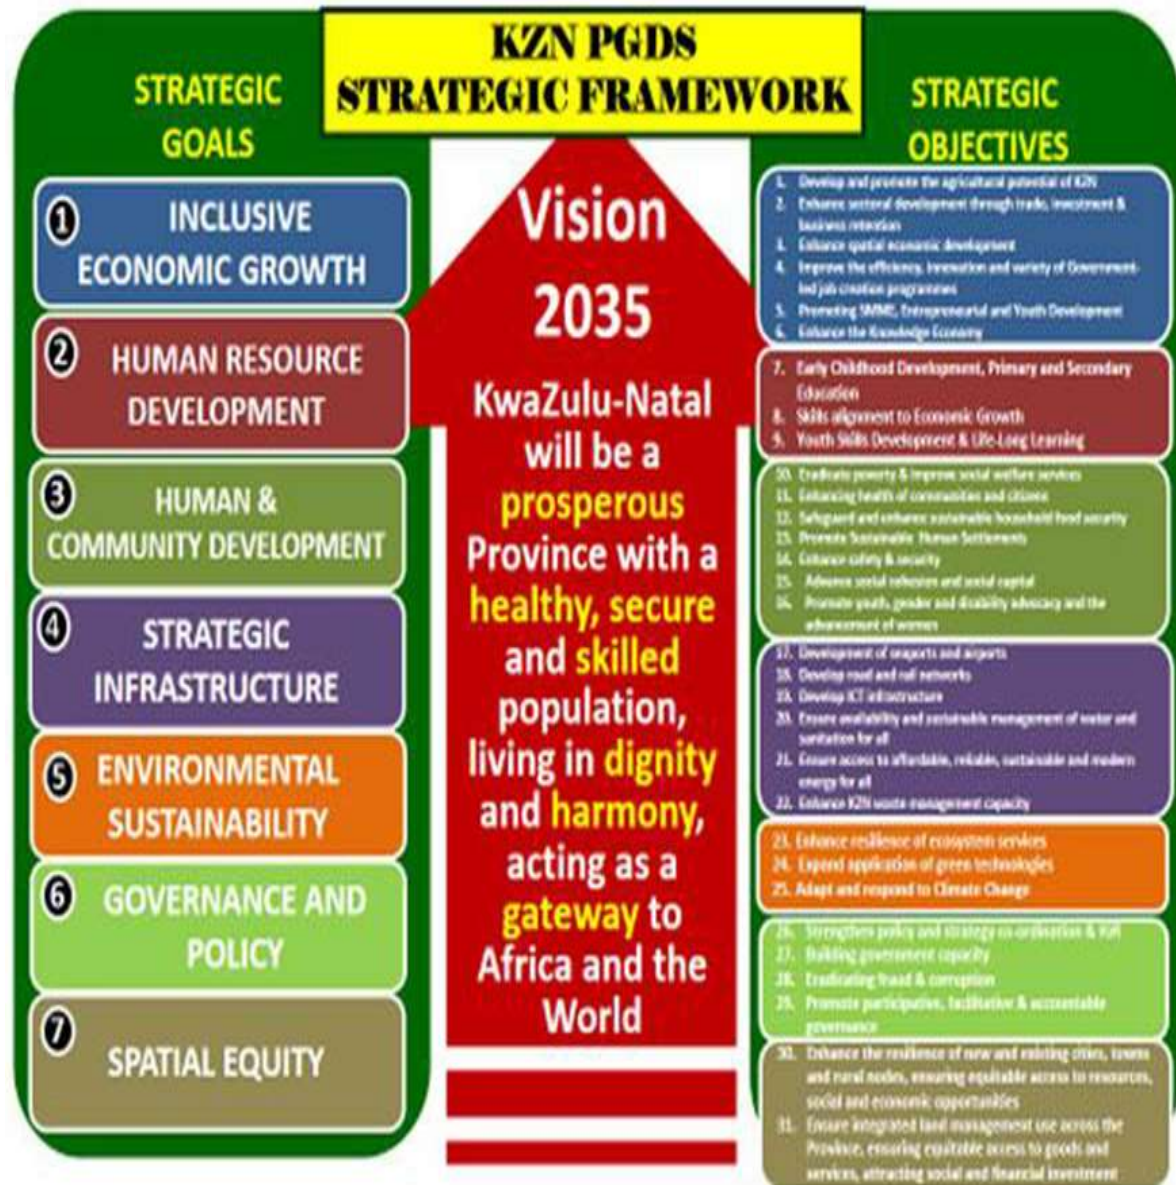 KZN PGDS
STRATEGIC FRAMEWORK
STRATEGIC
GOALS
1
INCLUSIVE
ECONOMIC GROWTH
2
HUMAN RESOURCE
DEVELOPMENT
3
HUMAN &
COMMUNITY DEVELOPMENT
4
STRATEGIC
INFRASTRUCTURE
5
ENVIRONMENTAL
SUSTAINABILITY
6
GOVERNANCE AND
POLICY
7
SPATIAL EQUITY
Vision
2035
KwaZulu-Natal
will be a
prosperous
Province with a
healthy, secure
and skilled
population,
living in dignity
and harmony,
acting as a
gateway to
Africa and the
World
STRATEGIC
OBJECTIVES
1. Develop and promote the agricultural potential of KZN
2. Enhance sectoral development through trade, investment &
business retention
3. Enhance spatial economic development
4. Improve the efficiency, innovation and variety of Government-
led job creation programmes
5. Promoting SMME, Entrepreneurial and Youth Development
6. Enhance the Knowledge Economy
7. Early Childhood Development, Primary and Secondary
Education
8. Skills alignment to Economic Growth
9. Youth Skills Development & Life-Long Learning
10. Eradicate poverty & improve social welfare services
11. Enhancing health of communities and citizens
12. Safeguard and enhance sustainable household food security
13. Promote Sustainable Human Settlements
14. Enhance safety & security
15. Advance social cohesion and social capital
16. Promote youth, gender and disability advocacy and the
advancement of women
17. Development of seaports and airports
18. Develop road and rail networks
19. Develop ICT infrastructure
20. Ensure availability and sustainable management of water and
sanitation for all
21. Ensure access to affordable, reliable, sustainable and modern
energy for all
22. Enhance KZN waste management capacity
23. Enhance resilience of ecosystem services
24. Expand application of green technologies
25. Adapt and respond to Climate Change
26. Strengthen policy and strategy co-ordination &
27. Building government capacity
28. Eradicating fraud & corruption
29. Promote participative, facilitative & accountable
governance
30. Enhance the resilience of new and existing cities, towns
and rural nodes, ensuring equitable access to resources,
social and economic opportunities
31. Ensure integrated land management use across the
Province, ensuring equitable access to goods and
services, attracting social and financial investment